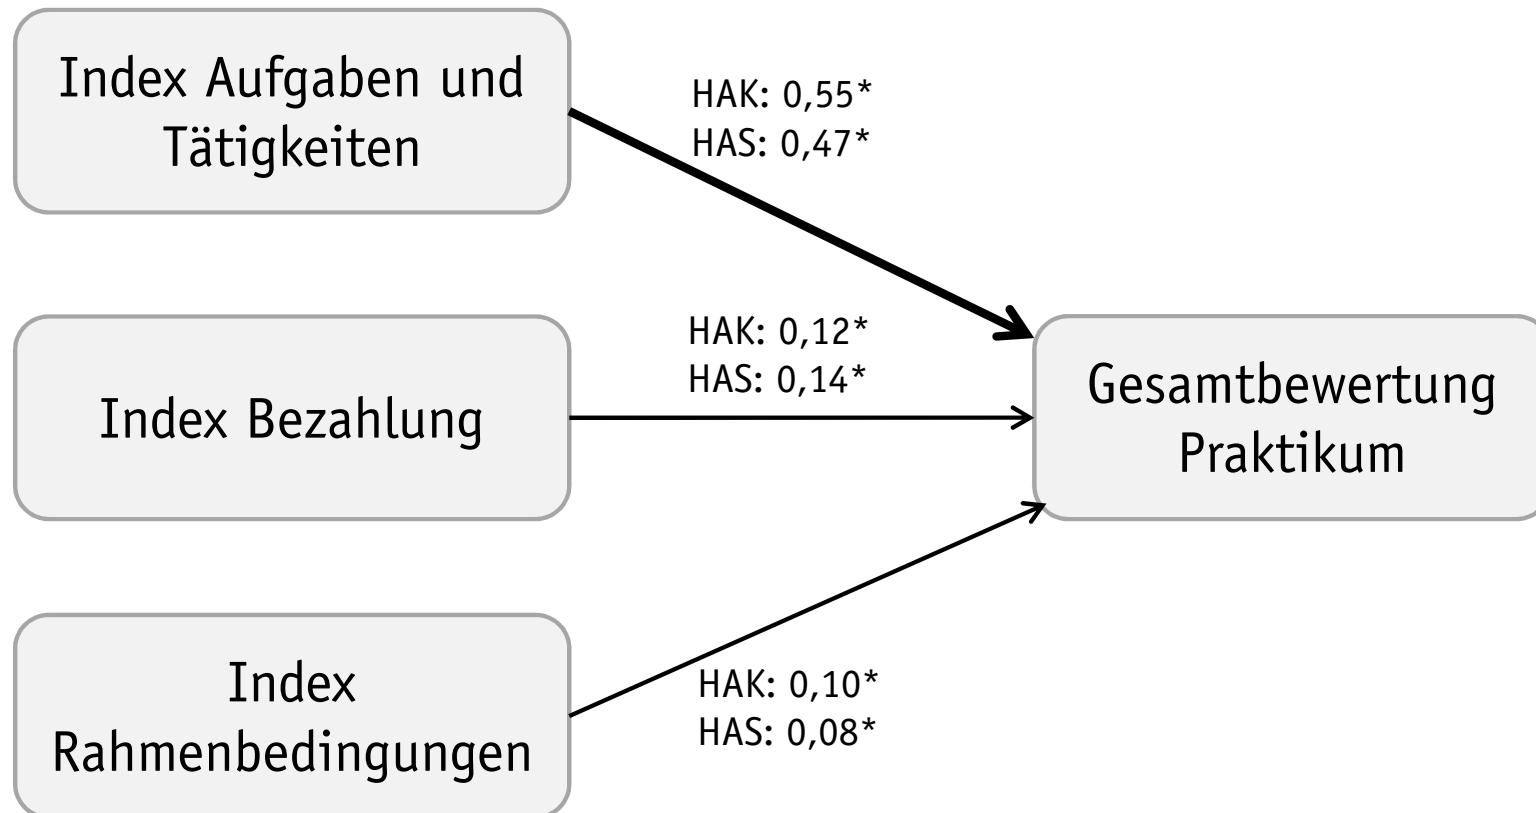 Index Aufgaben und
Tätigkeiten
HAK: 0,55*
HAS: 0,47*
Index Bezahlung
HAK: 0,12*
HAS: 0,14*
Gesamtbewertung
Praktikum
Index
Rahmenbedingungen
HAK: 0,10*
HAS: 0,08*